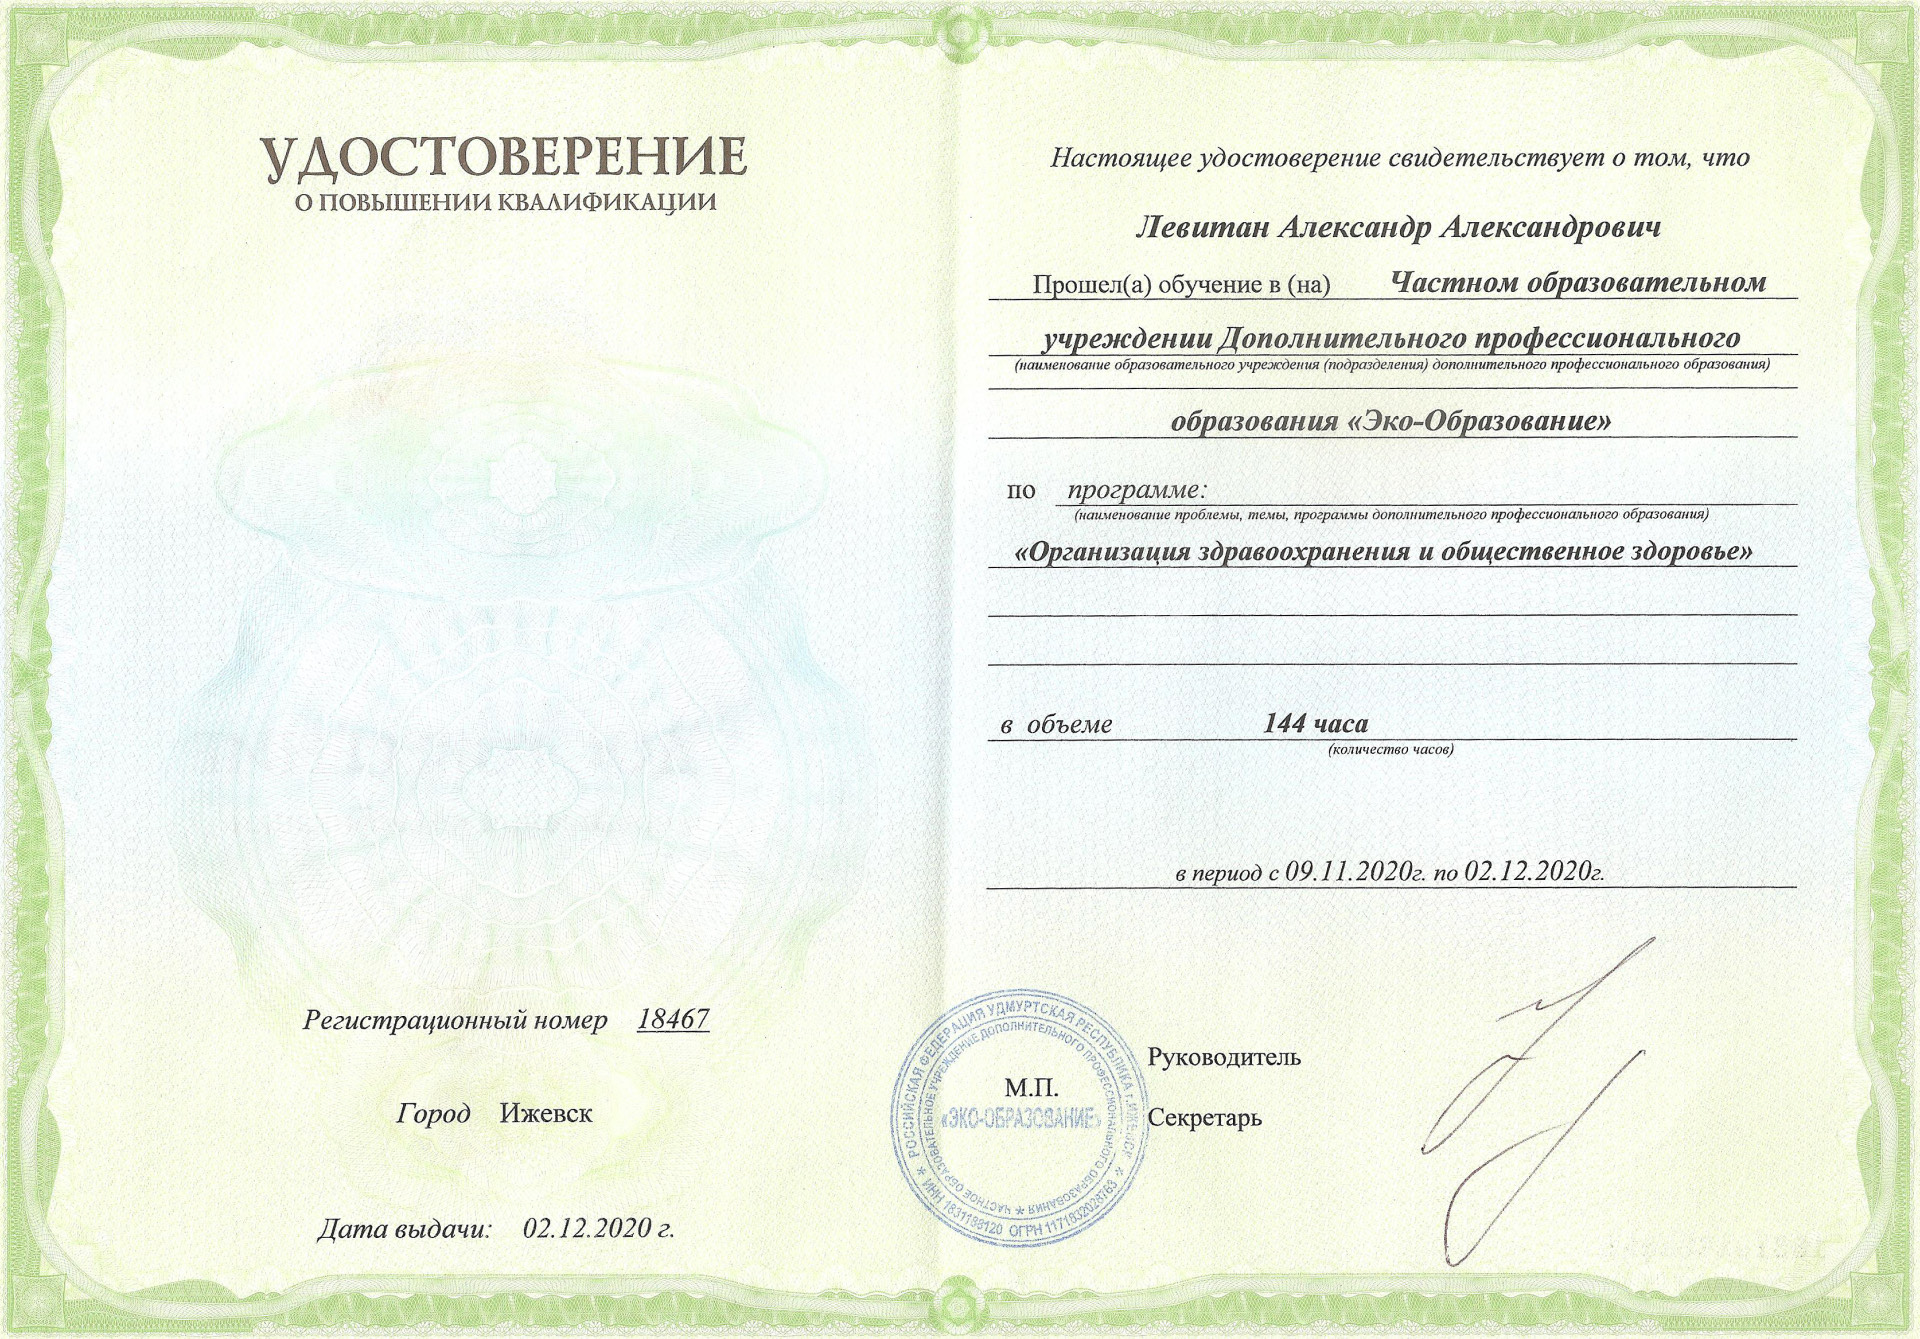 УДОСТОВЕРЕНИЕ
О ПОВЫШЕНИИ КВАЛИФИКАЦИИ
Регистрационный номер 18467
Город Ижевск
Дата выдачи: 02.12.2020 г.
Настоящее удостоверение свидетельствует о том, что
Левитан Александр Александрович
Прошел(а) обучение в (на) Частном образовательном
учреждении Дополнительного профессионального
(наименование образовательного учреждения (подразделения) дополнительного профессионального образования)
образования «Эко-Образование»
по программе:
(наименование проблемы, темы, программы дополнительного профессионального образования)
«Организация здравоохранения и общественное здоровье»
в объеме 144 часа
(количество часов)
в период с 09.11.2020г. по 02.12.2020г.
Руководитель
М.П.
Секретарь
РОССИЙСКАЯ ФЕДЕРАЦИЯ УДМУРТСКАЯ РЕСПУБЛИКА г.ИЖЕВСК
ЧАСТНОЕ ОБРАЗОВАТЕЛЬНОЕ УЧРЕЖДЕНИЕ ДОПОЛНИТЕЛЬНОГО ПРОФЕССИОНАЛЬНОГО ОБРАЗОВАНИЯ
«ЭКО-ОБРАЗОВАНИЕ»
ИНН ОГРН